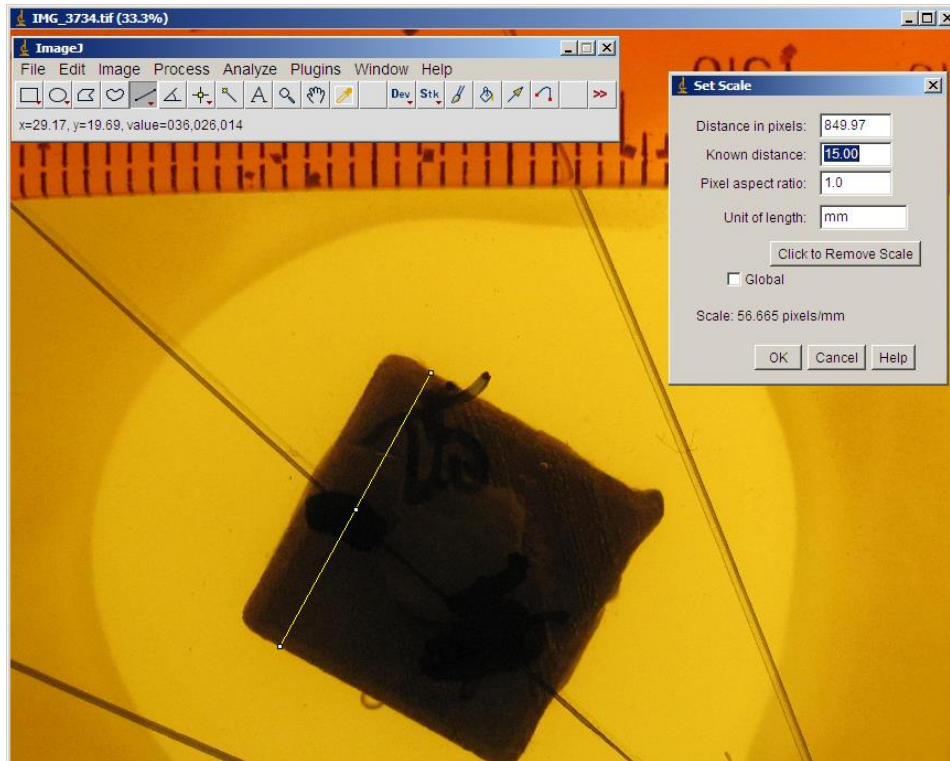 IMG_3734.tif (33.3%)
ImageJ
File Edit Image Process Analyze Plugins Window Help
A Dev Stk >>
x=29.17, y=19.69, value=036,026,014
Set Scale
Distance in pixels: 849.97
Known distance: 15.00
Pixel aspect ratio: 1.0
Unit of length: mm
Click to Remove Scale
Global
Scale: 56.665 pixels/mm
OK Cancel Help